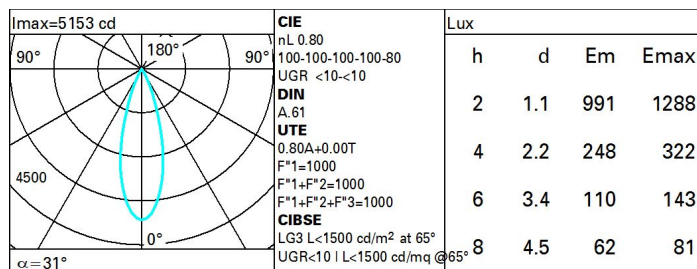 Imax=5153 cd
90° 180° 90°
4500
0°
α=31°
CIE
nL 0.80
100-100-100-100-80
UGR <10-<10
DIN
A.61
UTE
0.80A+0.00T
F"1=1000
F"1+F"2=1000
F"1+F"2+F"3=1000
CIBSE
LG3 L<1500 cd/m² at 65°
UGR<10 | L<1500 cd/mq @65°
Lux
h d Em Emax
2 1.1 991 1288
4 2.2 248 322
6 3.4 110 143
8 4.5 62 81